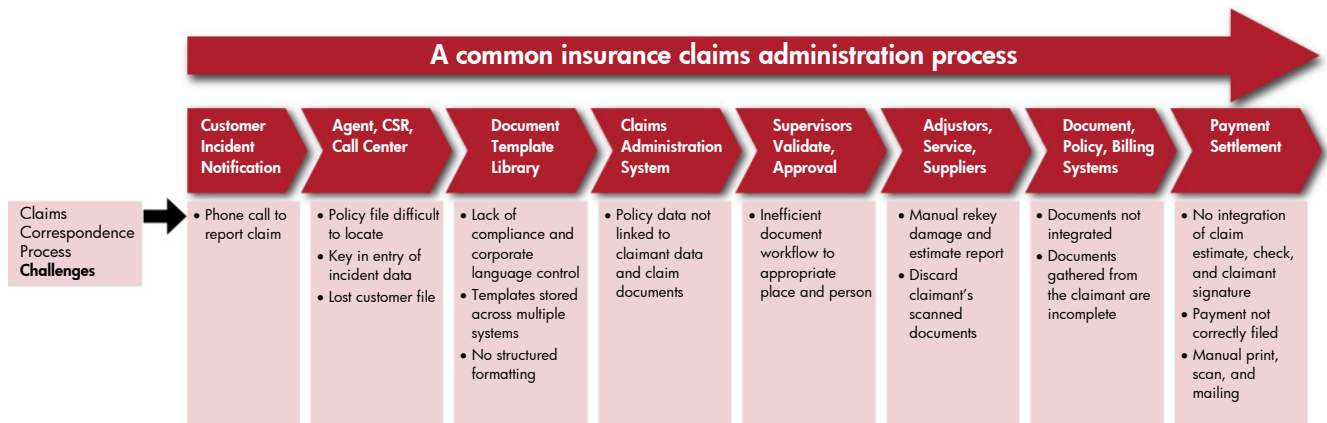 A common insurance claims administration process
Customer
Incident
Notification
Agent, CSR,
Call Center
Document
Template
Library
Claims
Administration
System
Supervisors
Validate,
Approval
Adjustors,
Service,
Suppliers
Document,
Policy, Billing
Systems
Payment
Settlement
Claims
Correspondence
Process
Challenges
• Phone call to
report claim
• Policy file difficult
to locate
• Key in entry of
incident data
• Lost customer file
• Lack of
compliance and
corporate
language control
• Templates stored
across multiple
systems
• No structured
formatting
• Policy data not
linked to
claimant data
and claim
documents
• Inefficient
document
workflow to
appropriate
place and person
• Manual rekey
damage and
estimate report
• Discard
claimant’s
scanned
documents
• Documents not
integrated
• Documents
gathered from
the claimant are
incomplete
• No integration
of claim
estimate, check,
and claimant
signature
• Payment not
correctly filed
• Manual print,
scan, and
mailing